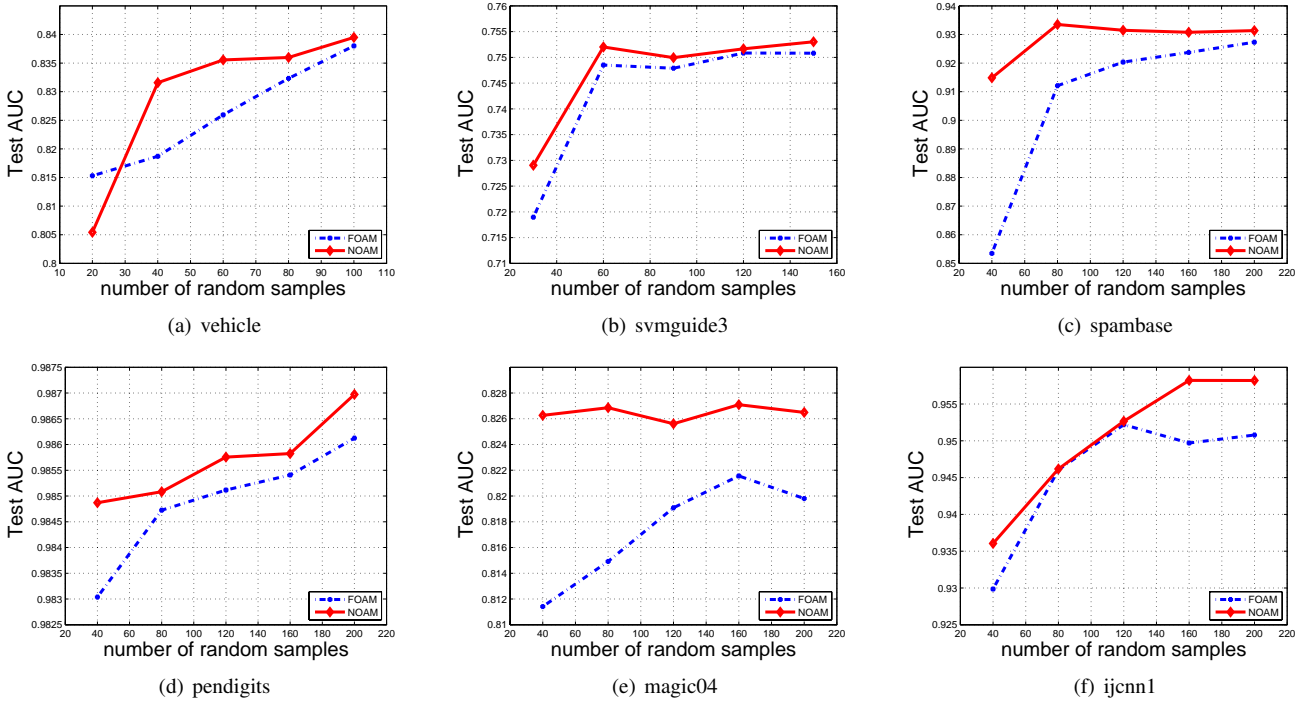 Test AUC
0.84
0.835
0.83
0.825
0.82
0.815
0.81
0.805
0.8
10 20 30 40 50 60 70 80 90 100 110
FOAM
NOAM
number of random samples
(a) vehicle
Test AUC
0.76
0.755
0.75
0.745
0.74
0.735
0.73
0.725
0.72
0.715
0.71
20 40 60 80 100 120 140 160
FOAM
NOAM
number of random samples
(b) svmguide3
Test AUC
0.94
0.93
0.92
0.91
0.9
0.89
0.88
0.87
0.86
0.85
20 40 60 80 100 120 140 160 180 200 220
FOAM
NOAM
number of random samples
(c) spambase
Test AUC
0.9875
0.987
0.9865
0.986
0.9855
0.985
0.9845
0.984
0.9835
0.983
0.9825
20 40 60 80 100 120 140 160 180 200 220
FOAM
NOAM
number of random samples
(d) pendigits
Test AUC
0.828
0.826
0.824
0.822
0.82
0.818
0.816
0.814
0.812
0.81
20 40 60 80 100 120 140 160 180 200 220
FOAM
NOAM
number of random samples
(e) magic04
Test AUC
0.955
0.95
0.945
0.94
0.935
0.93
0.925
20 40 60 80 100 120 140 160 180 200 220
FOAM
NOAM
number of random samples
(f) ijcnn1